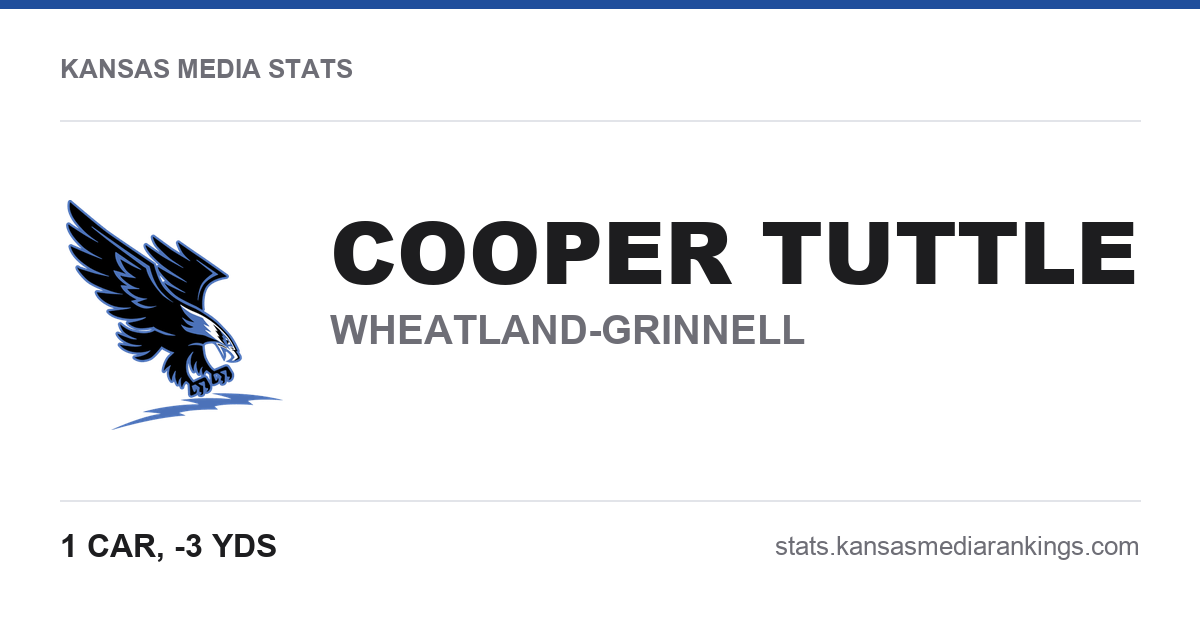 KANSAS MEDIA STATS
COOPER TUTTLE
WHEATLAND-GRINNELL
1 CAR, -3 YDS
stats.kansasmediarankings.com